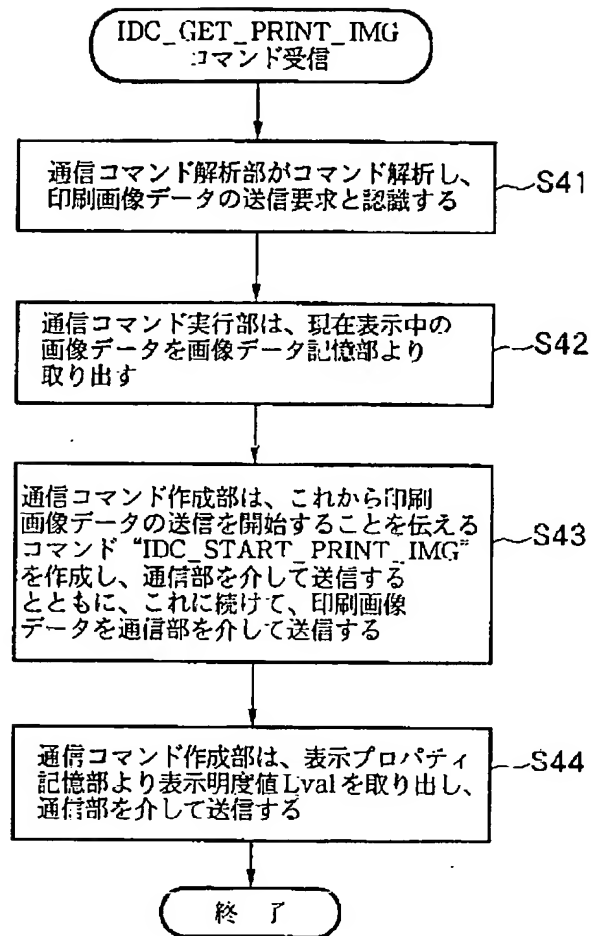 IDC_GET_PRINT_IMG
コマンド受信
通信コマンド解析部がコマンド解析し、
印刷画像データの送信要求と認識する
S41
通信コマンド実行部は、現在表示中の
画像データを画像データ記憶部より
取り出す
S42
通信コマンド作成部は、これから印刷
画像データの送信を開始することを伝える
コマンド“IDC_START_PRINT_IMG”
を作成し、通信部を介して送信する
とともに、これに続けて、印刷画像
データを通信部を介して送信する
S43
通信コマンド作成部は、表示プロパティ
記憶部より表示明度値Lvalを取り出し、
通信部を介して送信する
S44
終 了